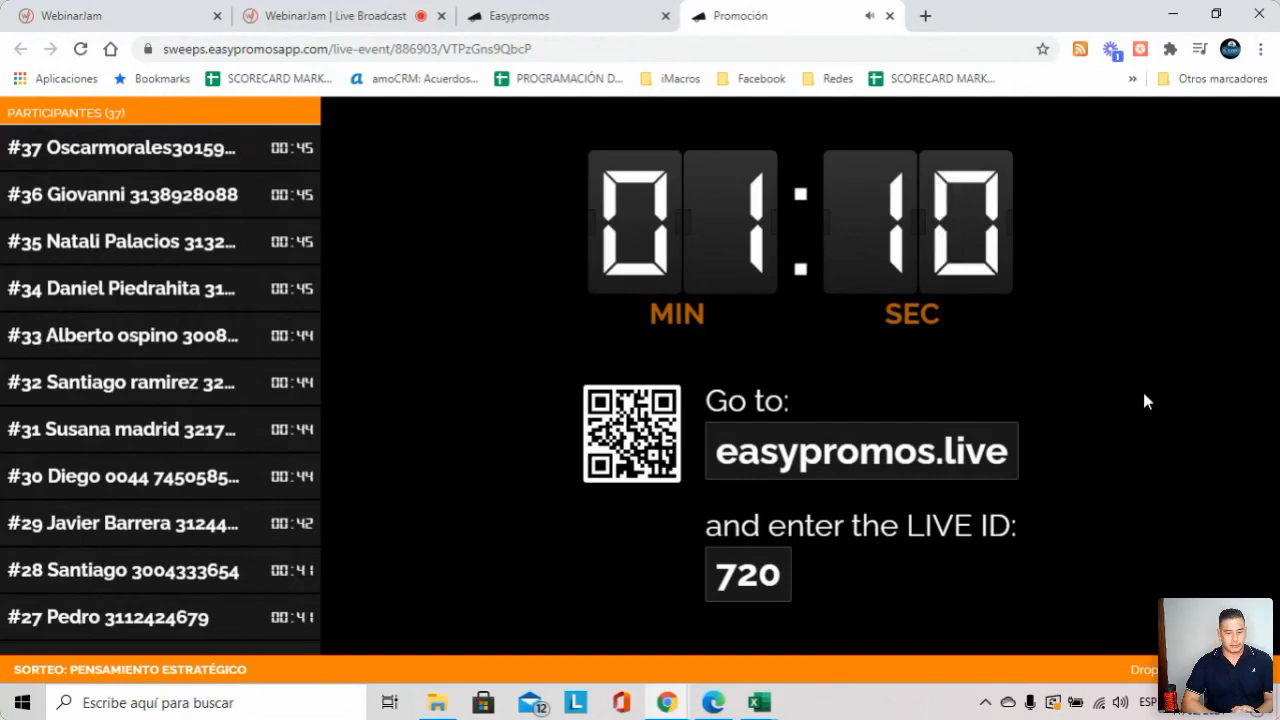 WebinarJam
WebinarJam | Live Broadcast
Easypromos
Promoción
sweeps.easypromosapp.com/live-event/886903/VTPzGns9QbcP
Aplicaciones
Bookmarks
SCORECARD MARK...
amoCRM: Acuerdos...
PROGRAMACIÓN D...
iMacros
Facebook
Redes
SCORECARD MARK...
»
Otros marcadores
PARTICIPANTES (37)
#37 Oscarmorales30159... 00:45
#36 Giovanni 3138928088 00:45
#35 Natali Palacios 3132... 00:45
#34 Daniel Piedrahita 31... 00:45
#33 Alberto ospino 3008... 00:44
#32 Santiago ramirez 32... 00:44
#31 Susana madrid 3217... 00:44
#30 Diego 0044 7450585... 00:44
#29 Javier Barrera 31244... 00:42
#28 Santiago 3004333654 00:41
#27 Pedro 3112424679 00:41
01:10
MIN SEC
Go to:
easypromos.live
and enter the LIVE ID:
720
SORTEO: PENSAMIENTO ESTRATÉGICO
Drop
Escribe aquí para buscar
12
ESP